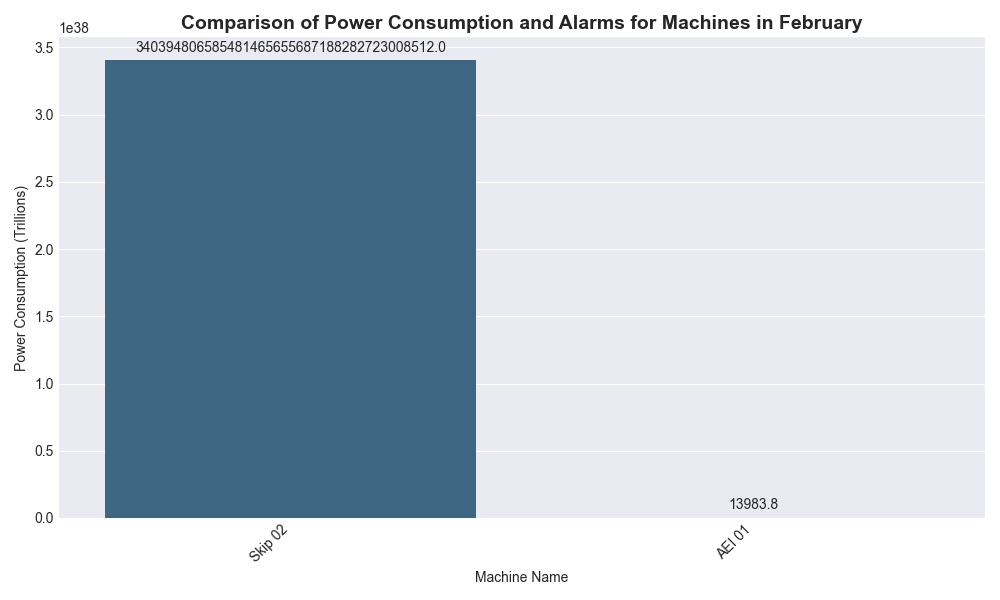 Comparison of Power Consumption and Alarms for Machines in February
1e38
340394806585481465655687188282723008512.0
3.5
3.0
2.5
2.0
1.5
1.0
0.5
0.0
Power Consumption (Trillions)
13983.8
Skip 02
AEI 01
Machine Name